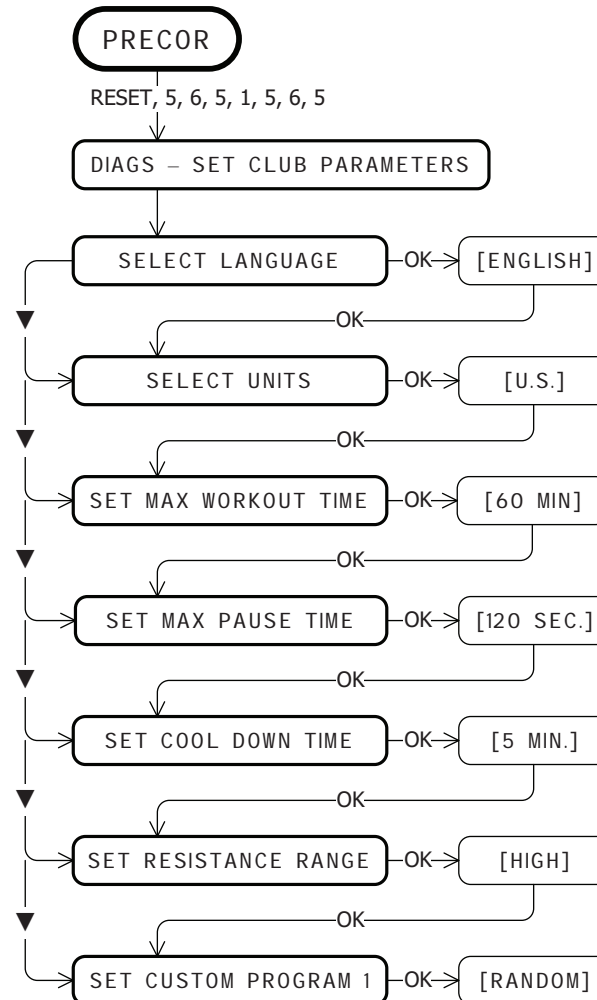 PRECOR
RESET, 5, 6, 5, 1, 5, 6, 5
DIAGS – SET CLUB PARAMETERS
SELECT LANGUAGE OK [ENGLISH]
OK
SELECT UNITS OK [U.S.]
OK
SET MAX WORKOUT TIME OK [60 MIN]
OK
SET MAX PAUSE TIME OK [120 SEC.]
OK
SET COOL DOWN TIME OK [5 MIN.]
OK
SET RESISTANCE RANGE OK [HIGH]
OK
SET CUSTOM PROGRAM 1 OK [RANDOM]